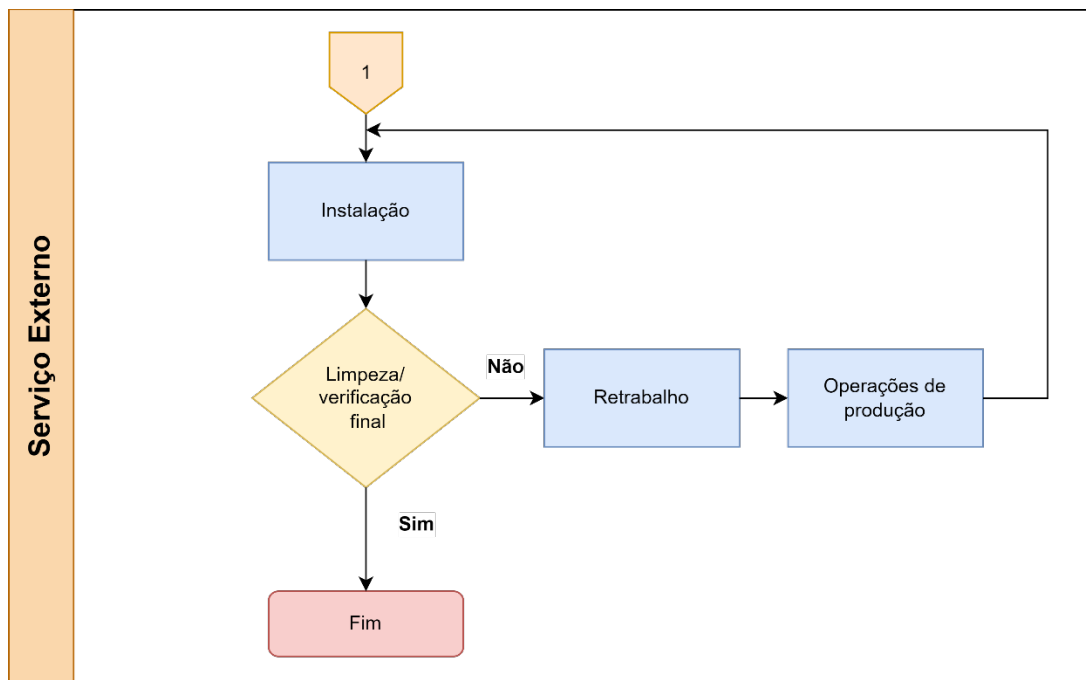 Serviço Externo
1
Instalação
Limpeza/
verificação
final
Não
Retrabalho
Operações de
produção
Sim
Fim